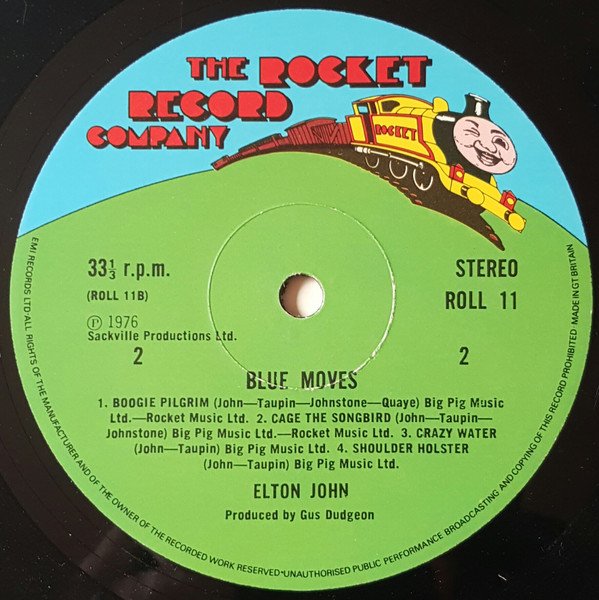 THE ROCKET
RECORD
COMPANY
ROCKET
33⅓ r.p.m.
(ROLL 11B)
STEREO
ROLL 11
Ⓟ 1976
Sackville Productions Ltd.
2
2
BLUE MOVES
1. BOOGIE PILGRIM (John—Taupin—Johnstone—Quaye) Big Pig Music
Ltd.—Rocket Music Ltd. 2. CAGE THE SONGBIRD (John—Taupin—
Johnstone) Big Pig Music Ltd.—Rocket Music Ltd. 3. CRAZY WATER
(John—Taupin) Big Pig Music Ltd. 4. SHOULDER HOLSTER
(John—Taupin) Big Pig Music Ltd.
ELTON JOHN
Produced by Gus Dudgeon
EMI RECORDS LTD·ALL RIGHTS OF THE MANUFACTURER AND OF THE OWNER OF THE RECORDED WORK RESERVED·UNAUTHORISED PUBLIC PERFORMANCE BROADCASTING AND COPYING OF THIS RECORD PROHIBITED MADE IN GT BRITAIN